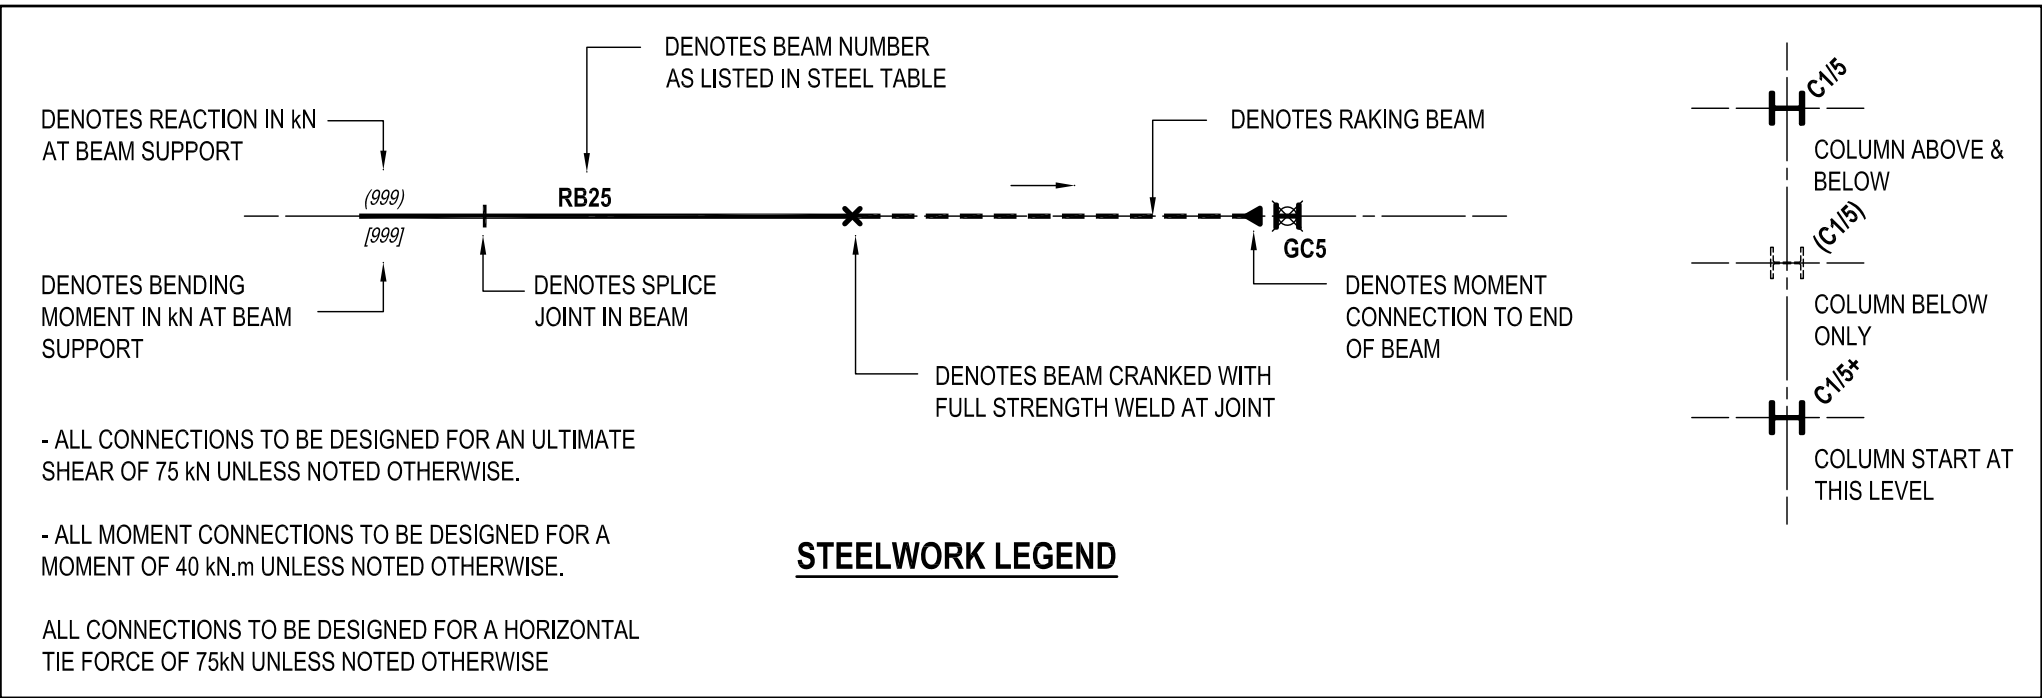 DENOTES BEAM NUMBER
AS LISTED IN STEEL TABLE
DENOTES REACTION IN kN
AT BEAM SUPPORT
DENOTES RAKING BEAM
(999)
RB25
[999]
GC5
DENOTES BENDING
MOMENT IN kN AT BEAM
SUPPORT
DENOTES SPLICE
JOINT IN BEAM
DENOTES MOMENT
CONNECTION TO END
OF BEAM
DENOTES BEAM CRANKED WITH
FULL STRENGTH WELD AT JOINT
C1/5
COLUMN ABOVE &
BELOW
(C1/5)
COLUMN BELOW
ONLY
C1/5+
COLUMN START AT
THIS LEVEL
- ALL CONNECTIONS TO BE DESIGNED FOR AN ULTIMATE
SHEAR OF 75 kN UNLESS NOTED OTHERWISE.
- ALL MOMENT CONNECTIONS TO BE DESIGNED FOR A
MOMENT OF 40 kN.m UNLESS NOTED OTHERWISE.
ALL CONNECTIONS TO BE DESIGNED FOR A HORIZONTAL
TIE FORCE OF 75kN UNLESS NOTED OTHERWISE
STEELWORK LEGEND